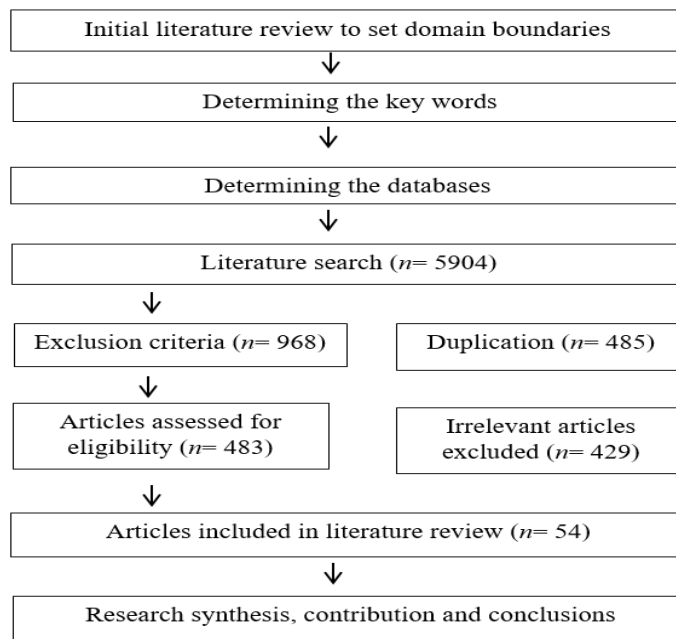 Initial literature review to set domain boundaries
Determining the key words
Determining the databases
Literature search (n= 5904)
Exclusion criteria (n= 968)
Duplication (n= 485)
Articles assessed for
eligibility (n= 483)
Irrelevant articles
excluded (n= 429)
Articles included in literature review (n= 54)
Research synthesis, contribution and conclusions